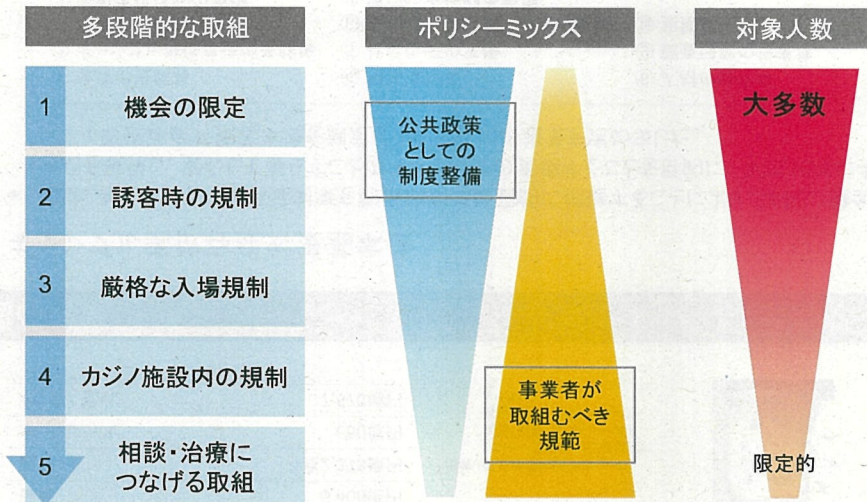 多段階的な取組
ポリシーミックス
対象人数
1
機会の限定
2
誘客時の規制
3
厳格な入場規制
4
カジノ施設内の規制
5
相談・治療に
つなげる取組
公共政策
としての
制度整備
事業者が
取組むべき
規範
大多数
限定的